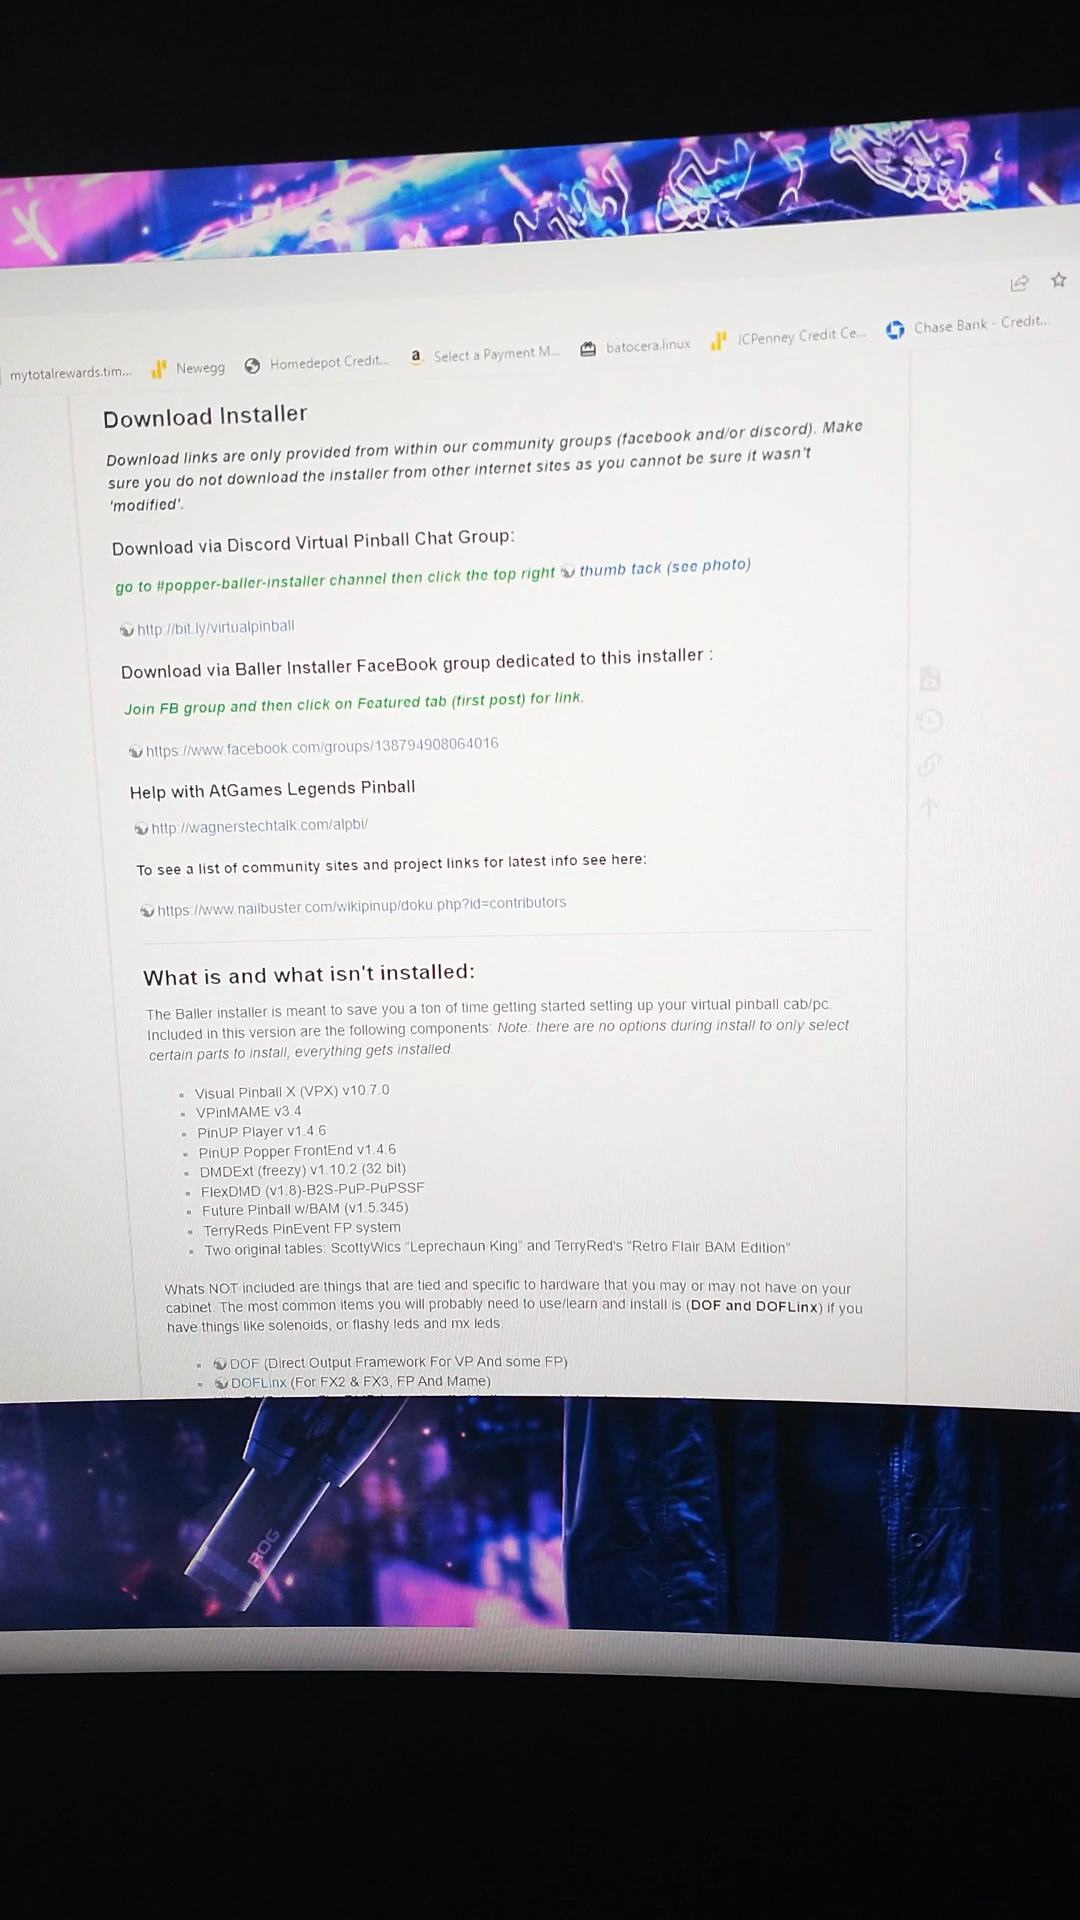 mytotalrewards.tim...
Newegg
Homedepot Credit...
Select a Payment M...
batocera.linux
JCPenney Credit Ce...
Chase Bank - Credit...
Download Installer
Download links are only provided from within our community groups (facebook and/or discord). Make
sure you do not download the installer from other internet sites as you cannot be sure it wasn't
'modified'.
Download via Discord Virtual Pinball Chat Group:
go to #popper-baller-installer channel then click the top right thumb tack (see photo)
http://bit.ly/virtualpinball
Download via Baller Installer FaceBook group dedicated to this installer :
Join FB group and then click on Featured tab (first post) for link.
https://www.facebook.com/groups/138794908064016
Help with AtGames Legends Pinball
http://wagnerstechtalk.com/alpbi/
To see a list of community sites and project links for latest info see here:
https://www.nailbuster.com/wikipinup/doku.php?id=contributors
What is and what isn't installed:
The Baller installer is meant to save you a ton of time getting started setting up your virtual pinball cab/pc.
Included in this version are the following components: Note: there are no options during install to only select
certain parts to install, everything gets installed.
Visual Pinball X (VPX) v10.7.0
VPinMAME v3.4
PinUP Player v1.4.6
PinUP Popper FrontEnd v1.4.6
DMDExt (freezy) v1.10.2 (32 bit)
FlexDMD (v1.8)-B2S-PuP-PuPSSF
Future Pinball w/BAM (v1.5.345)
TerryReds PinEvent FP system
Two original tables: ScottyWics "Leprechaun King" and TerryRed's "Retro Flair BAM Edition"
Whats NOT included are things that are tied and specific to hardware that you may or may not have on your
cabinet. The most common items you will probably need to use/learn and install is (DOF and DOFLinx) if you
have things like solenoids, or flashy leds and mx leds
DOF (Direct Output Framework For VP And some FP)
DOFLinx (For FX2 & FX3, FP And Mame)
ROG